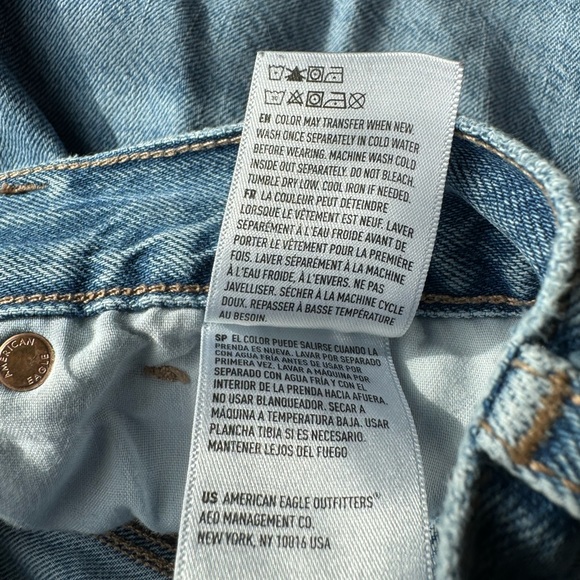 EN COLOR MAY TRANSFER WHEN NEW
WASH ONCE SEPARATELY IN COLD WATER
BEFORE WEARING. MACHINE WASH COLD
INSIDE OUT SEPARATELY. DO NOT BLEACH.
TUMBLE DRY LOW. COOL IRON IF NEEDED.
FR LA COULEUR PEUT DÉTEINDRE
LORSQUE LE VÊTEMENT EST NEUF. LAVER
SÉPARÉMENT À L'EAU FROIDE AVANT DE
PORTER LE VÊTEMENT POUR LA PREMIÈRE
FOIS. LAVER SÉPARÉMENT À LA MACHINE
À L'EAU FROIDE, À L'ENVERS. NE PAS
JAVELLISER. SÉCHER À LA MACHINE CYCLE
DOUX. REPASSER À BASSE TEMPÉRATURE
AU BESOIN.
SP EL COLOR PUEDE SALIRSE CUANDO LA
PRENDA ES NUEVA. LAVAR POR SEPARADO
CON AGUA FRÍA ANTES DE USAR POR
PRIMERA VEZ. LAVAR A MÁQUINA POR
SEPARADO CON AGUA FRÍA Y CON EL
INTERIOR DE LA PRENDA HACIA AFUERA.
NO USAR BLANQUEADOR. SECAR A
MÁQUINA A TEMPERATURA BAJA. USAR
PLANCHA TIBIA SI ES NECESARIO.
MANTENER LEJOS DEL FUEGO
US AMERICAN EAGLE OUTFITTERS®
AEO MANAGEMENT CO.
NEW YORK, NY 10016 USA
AMERICAN
EAGLE